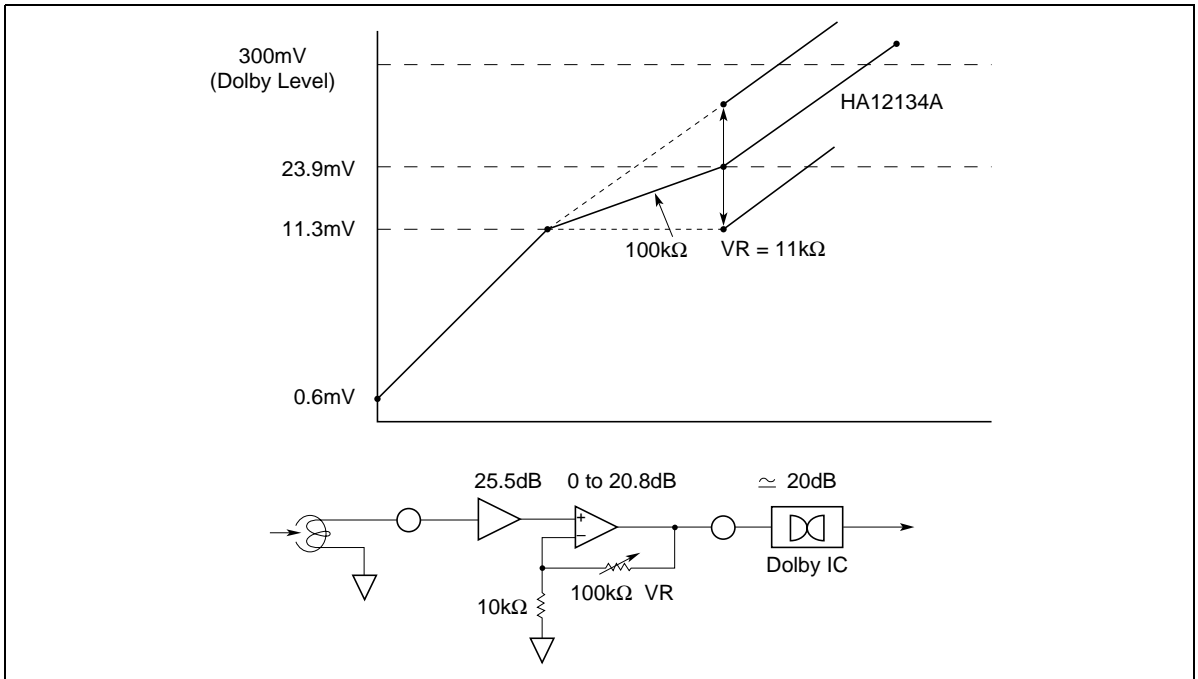 300mV
(Dolby Level)
HA12134A
23.9mV
11.3mV
100kΩ
VR = 11kΩ
0.6mV
25.5dB
0 to 20.8dB
≃ 20dB
+
−
Dolby IC
100kΩ VR
10kΩ